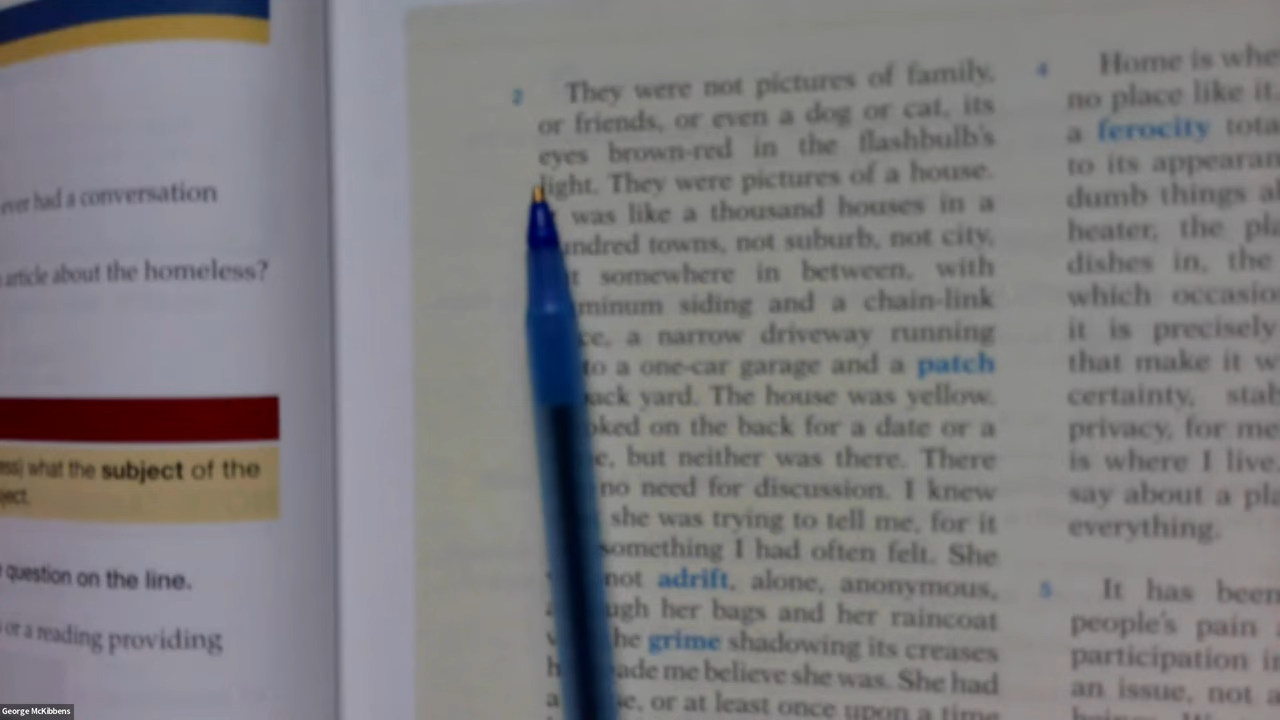 ever had a conversation
article about the homeless?
what the subject of the
question on the line.
or a reading providing
2
They were not pictures of family,
or friends, or even a dog or cat, its
eyes brown-red in the flashbulb's
light. They were pictures of a house.
was like a thousand houses in a
ndred towns, not suburb, not city,
t somewhere in between, with
minum siding and a chain-link
ce, a narrow driveway running
to a one-car garage and a patch
ack yard. The house was yellow.
oked on the back for a date or a
e, but neither was there. There
no need for discussion. I knew
she was trying to tell me, for it
something I had often felt. She
not adrift, alone, anonymous,
ugh her bags and her raincoat
he grime shadowing its creases
ade me believe she was. She had
e, or at least once upon a time
4
Home is whe
no place like it.
a ferocity tota
to its appearan
dumb things a
heater, the pla
dishes in, the
which occasio
it is precisely
that make it w
certainty, stab
privacy, for me
is where I live.
say about a pla
everything.
5
It has been
people's pain
participation in
an issue, not a
George McKibbens